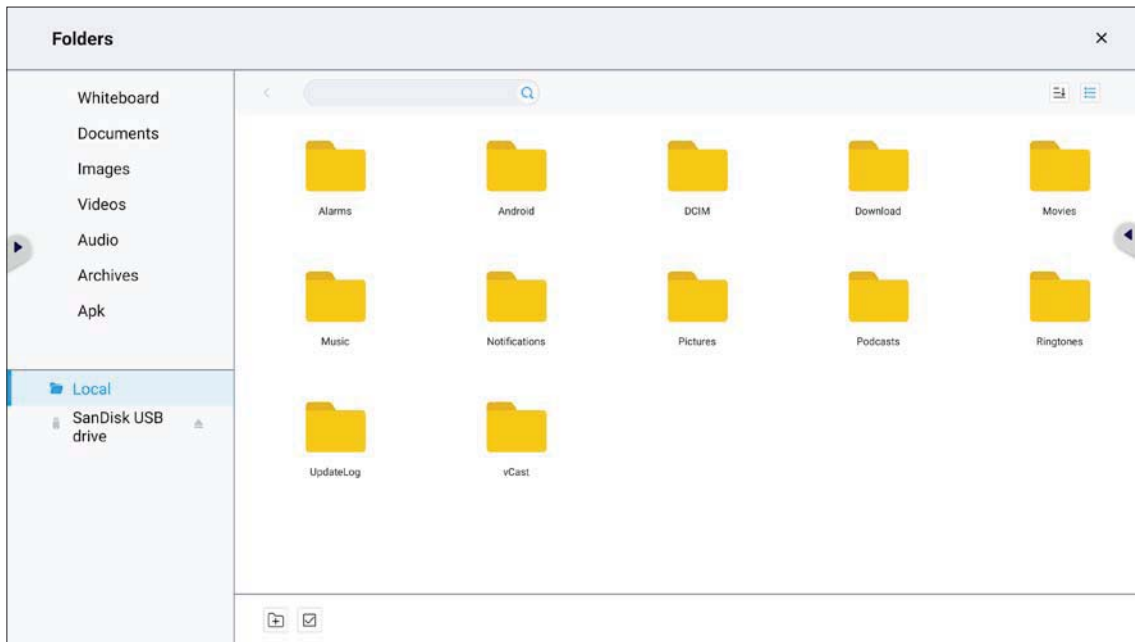 Folders
Whiteboard
Documents
Images
Videos
Audio
Archives
Apk
Local
SanDisk USB
drive
Alarms
Android
DCIM
Download
Movies
Music
Notifications
Pictures
Podcasts
Ringtones
UpdateLog
vCast